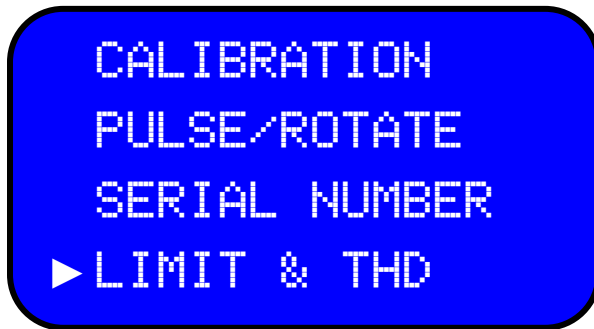 CALIBRATION
PULSE/ROTATE
SERIAL NUMBER
►LIMIT & THD